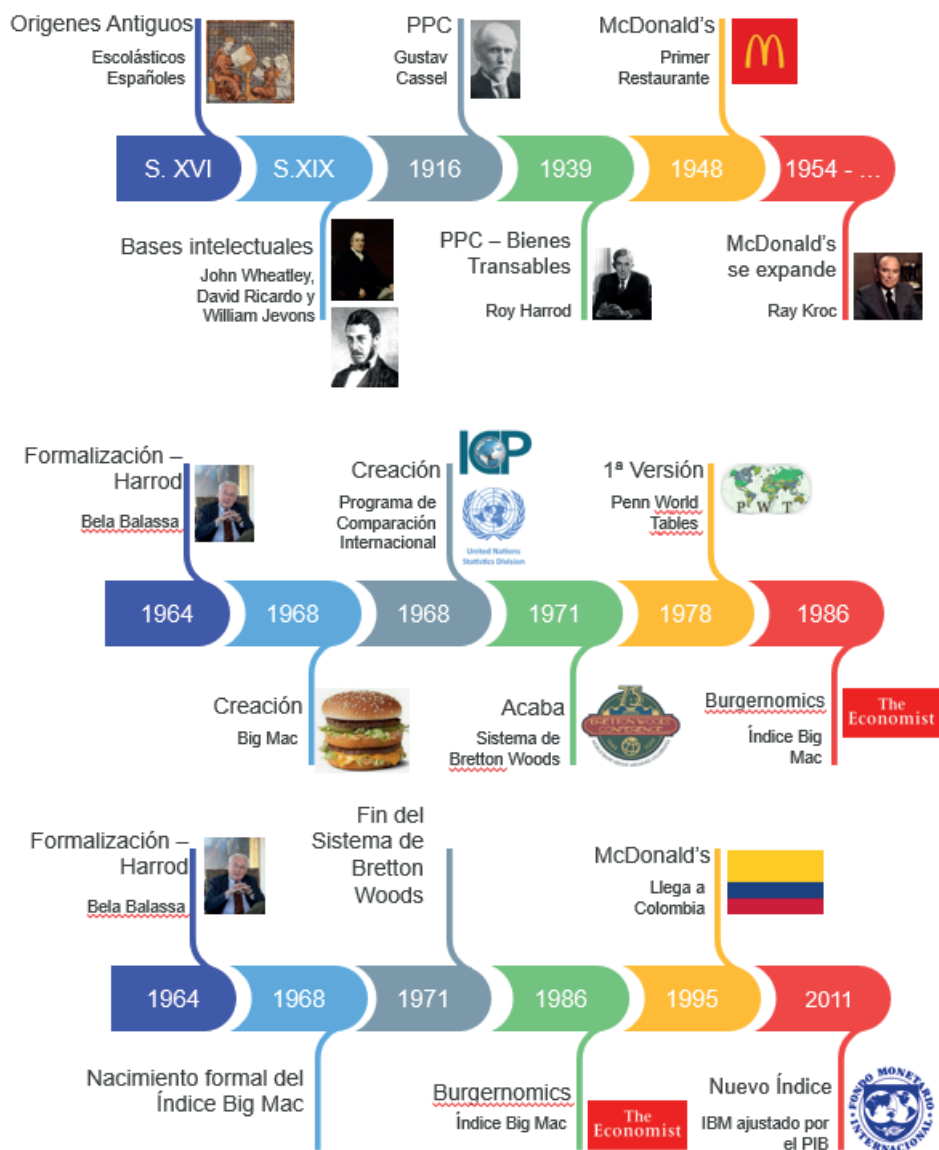 Origenes Antiguos
Escolásticos
Españoles
PPC
Gustav
Cassel
McDonald's
Primer
Restaurante
S. XVI
S.XIX
1916
1939
1948
1954 - ...
Bases intelectuales
John Wheatley,
David Ricardo y
William Jevons
PPC – Bienes
Transables
Roy Harrod
McDonald's
se expande
Ray Kroc
Formalización –
Harrod
Bela Balassa
Creación
Programa de
Comparación
Internacional
ICP
United Nations
Statistics Division
1ª Versión
Penn World
Tables
P W T
1964
1968
1968
1971
1978
1986
Creación
Big Mac
Acaba
Sistema de
Bretton Woods
75
BRETTON WOODS
CONFERENCE
Burgernomics
Índice Big
Mac
The
Economist
Formalización –
Harrod
Bela Balassa
Fin del
Sistema de
Bretton
Woods
McDonald's
Llega a
Colombia
1964
1968
1971
1986
1995
2011
Nacimiento formal del
Índice Big Mac
Burgernomics
Índice Big Mac
The
Economist
Nuevo Índice
IBM ajustado por
el PIB
FONDO MONETARIO
INTERNACIONAL